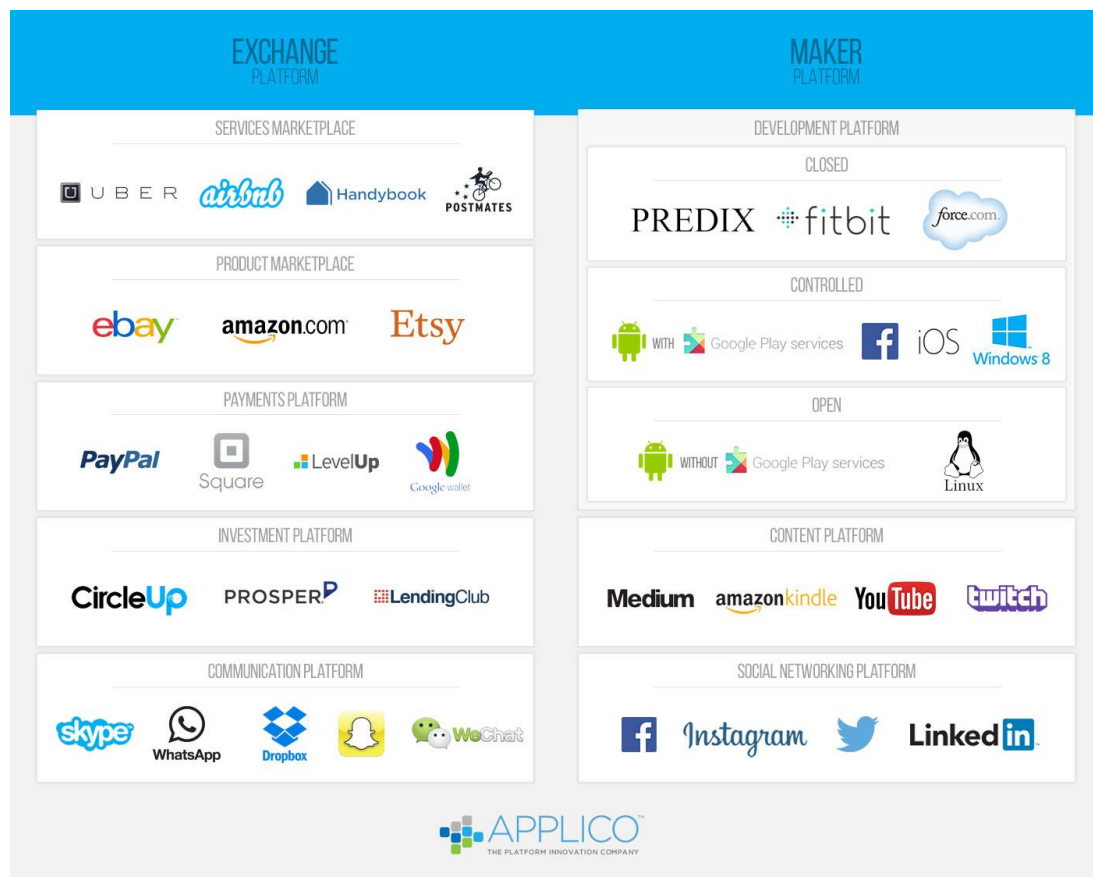 EXCHANGE
PLATFORM
SERVICES MARKETPLACE
U UBER airbnb Handybook POSTMATES
PRODUCT MARKETPLACE
ebay amazon.com Etsy
PAYMENTS PLATFORM
PayPal Square LevelUp Google wallet
INVESTMENT PLATFORM
CircleUp PROSPER LendingClub
COMMUNICATION PLATFORM
skype WhatsApp Dropbox WeChat
MAKER
PLATFORM
DEVELOPMENT PLATFORM
CLOSED
PREDIX fitbit force.com
CONTROLLED
WITH Google Play services f iOS Windows 8
OPEN
WITHOUT Google Play services Linux
CONTENT PLATFORM
Medium amazonkindle YouTube twitch
SOCIAL NETWORKING PLATFORM
f Instagram LinkedIn
APPLICO™
THE PLATFORM INNOVATION COMPANY